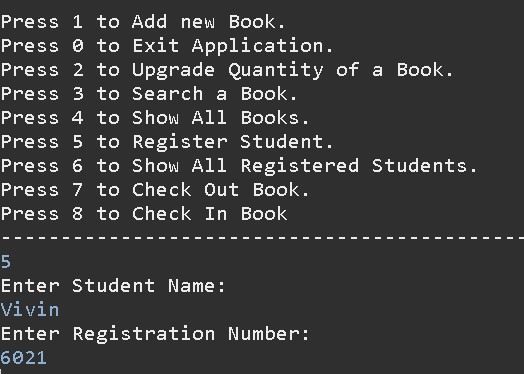 Press 1 to Add new Book.
Press 0 to Exit Application.
Press 2 to Upgrade Quantity of a Book.
Press 3 to Search a Book.
Press 4 to Show All Books.
Press 5 to Register Student.
Press 6 to Show All Registered Students.
Press 7 to Check Out Book.
Press 8 to Check In Book
--------------------------------------------
5
Enter Student Name:
Vivin
Enter Registration Number:
6021